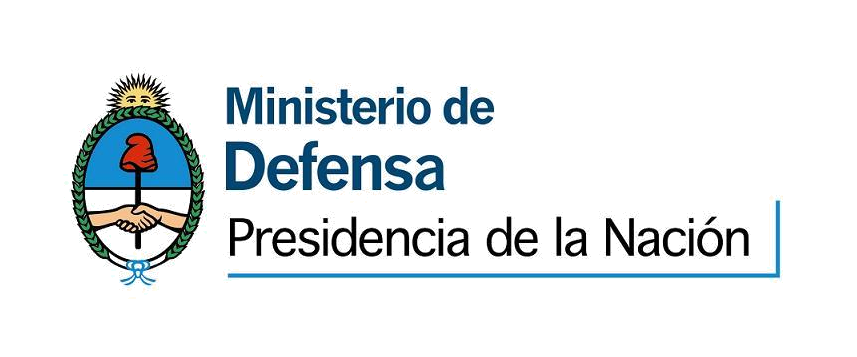 Ministerio de
Defensa
Presidencia de la Nación